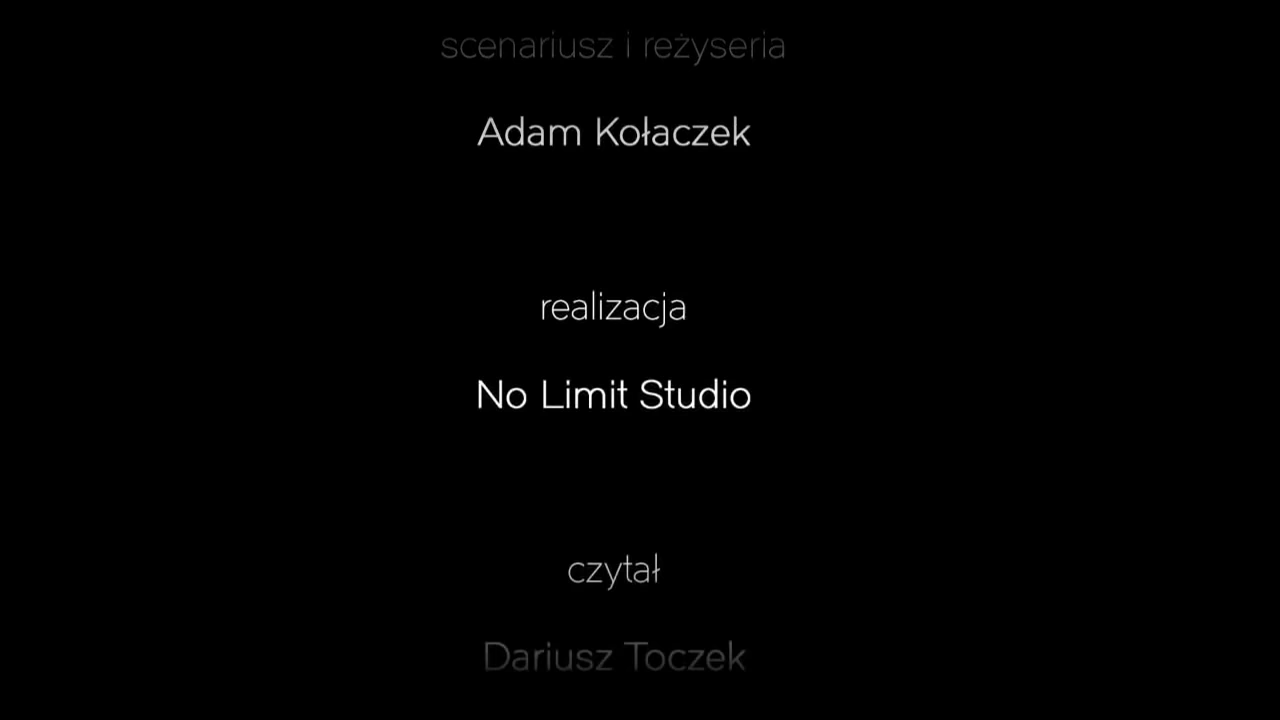 scenariusz i reżyseria
Adam Kołaczek
realizacja
No Limit Studio
czytał
Dariusz Toczek